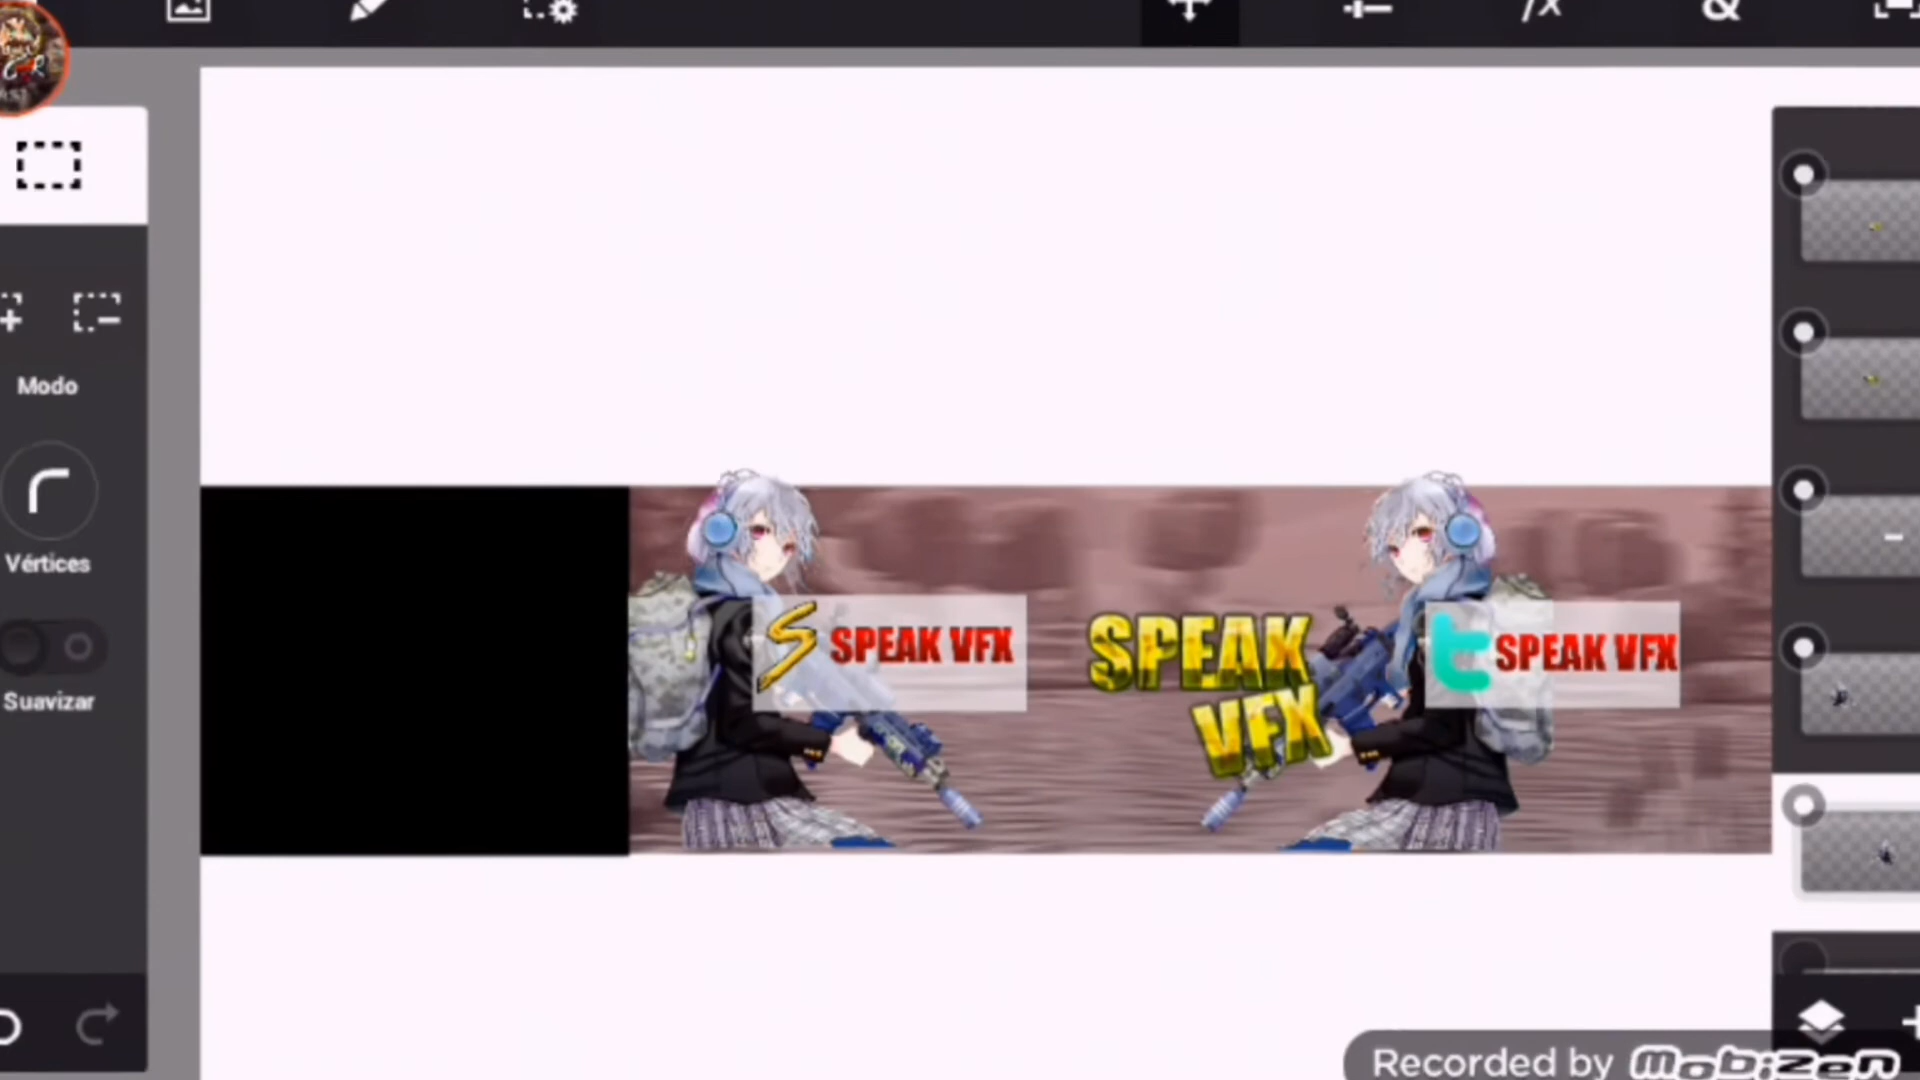 Modo
Vértices
Suavizar
SPEAK VFX
SPEAK
VFX
t SPEAK VFX
Recorded by Mobizen